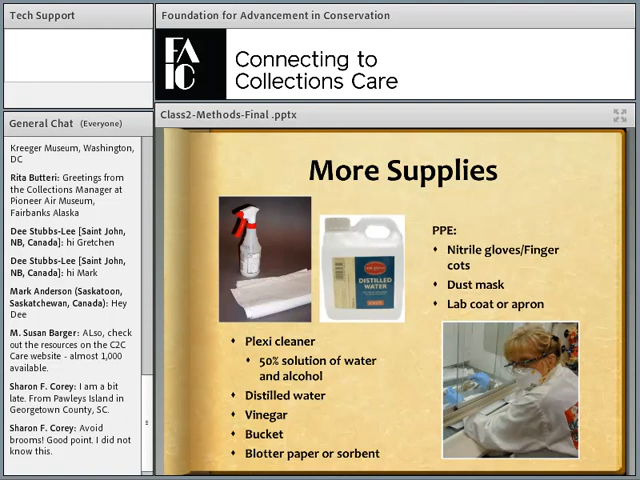 Tech Support
General Chat (Everyone)
Kreeger Museum, Washington,
DC
Rita Butteri: Greetings from
the Collections Manager at
Pioneer Air Museum,
Fairbanks Alaska
Dee Stubbs-Lee [Saint John,
NB, Canada]: hi Gretchen
Dee Stubbs-Lee [Saint John,
NB, Canada]: hi Mark
Mark Anderson (Saskatoon,
Saskatchewan, Canada): Hey
Dee
M. Susan Barger: ALso, check
out the resources on the C2C
Care website - almost 1,000
available.
Sharon F. Corey: I am a bit
late. From Pawleys Island in
Georgetown County, SC.
Sharon F. Corey: Avoid
brooms! Good point. I did not
know this.
Foundation for Advancement in Conservation
FA
IC
Connecting to
Collections Care
Class2-Methods-Final .pptx
More Supplies
DISTILLED
WATER
Plexi cleaner
50% solution of water
and alcohol
Distilled water
Vinegar
Bucket
Blotter paper or sorbent
PPE:
Nitrile gloves/Finger
cots
Dust mask
Lab coat or apron